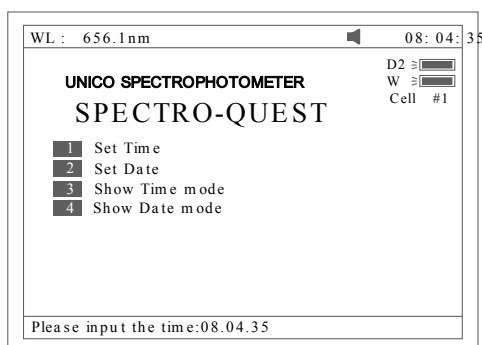 WL: 656.1nm 08:04:35
D2
UNICO SPECTROPHOTOMETER W
SPECTRO-QUEST Cell #1
1 Set Time
2 Set Date
3 Show Time mode
4 Show Date mode
Please input the time:08.04.35